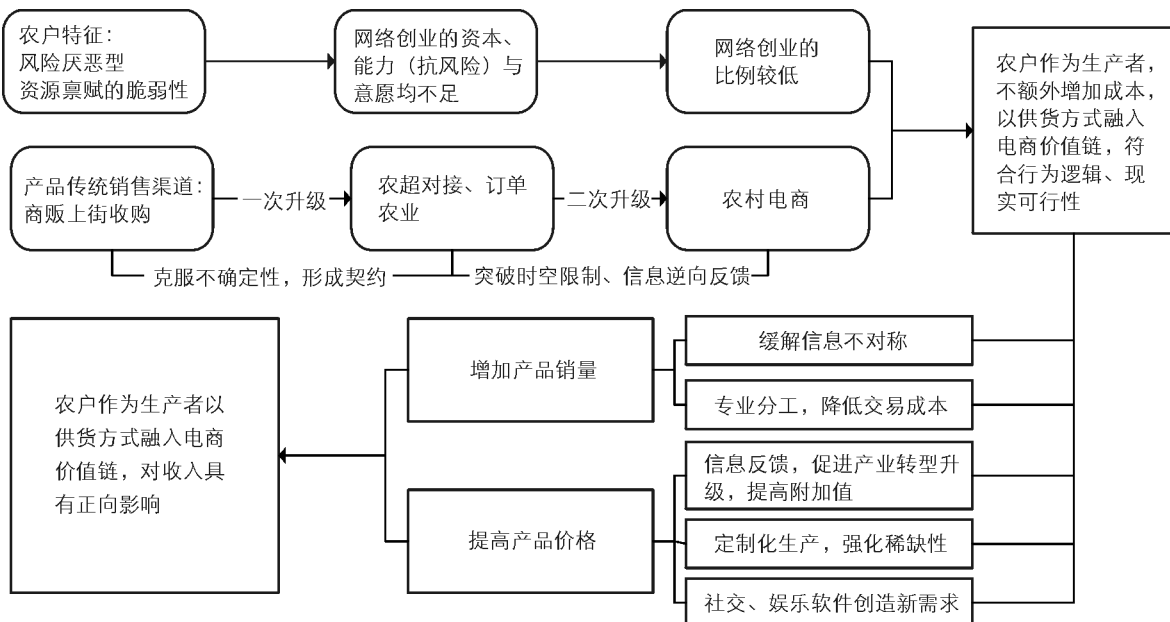 农户特征：
风险厌恶型
资源禀赋的脆弱性
网络创业的资本、
能力（抗风险）与
意愿均不足
网络创业的
比例较低
农户作为生产者，
不额外增加成本，
以供货方式融入
电商价值链，符
合行为逻辑、现
实可行性
产品传统销售渠道：
商贩上街收购
一次升级
农超对接、订单
农业
二次升级
农村电商
克服不确定性，形成契约
突破时空限制、信息逆向反馈
农户作为生产者以
供货方式融入电商
价值链，对收入具
有正向影响
增加产品销量
缓解信息不对称
专业分工，降低交易成本
提高产品价格
信息反馈，促进产业转型升
级，提高附加值
定制化生产，强化稀缺性
社交、娱乐软件创造新需求